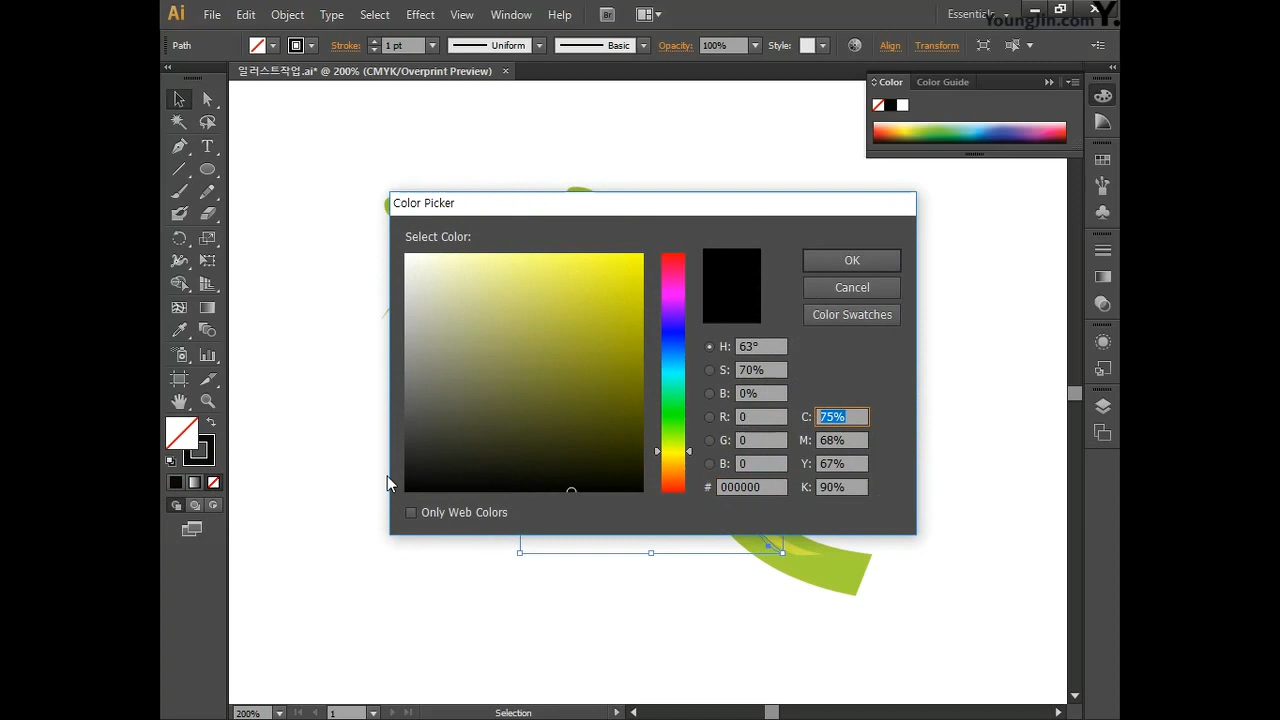 Ai File Edit Object Type Select Effect View Window Help Br Essentials
YoungJin.com Y.
Path Stroke: 1 pt Uniform Basic Opacity: 100% Style: Align Transform
일러스트작업.ai* @ 200% (CMYK/Overprint Preview) ×
Color Color Guide
T
Color Picker
Select Color:
OK
Cancel
Color Swatches
H: 63°
S: 70%
B: 0%
R: 0 C: 75%
G: 0 M: 68%
B: 0 Y: 67%
# 000000 K: 90%
Only Web Colors
200% 1 Selection